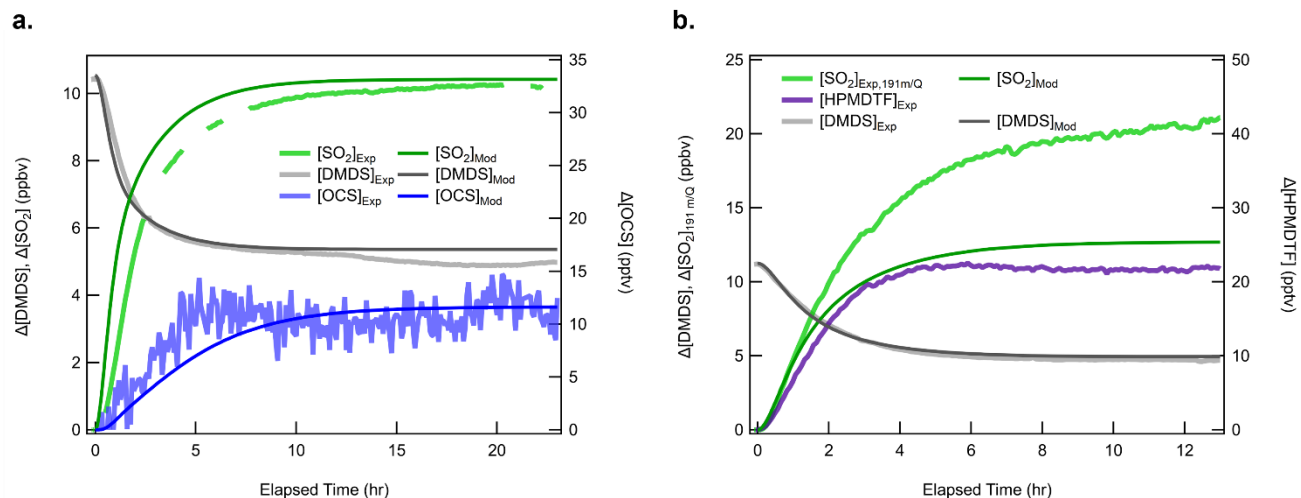 a.
Δ[DMDS], Δ[SO₂] (ppbv)
10
8
6
4
2
0
[SO₂]Exp
[SO₂]Mod
[DMDS]Exp
[DMDS]Mod
[OCS]Exp
[OCS]Mod
35
30
25
20
15
10
5
0
Δ[OCS] (pptv)
0
5
10
15
20
Elapsed Time (hr)
b.
Δ[DMDS], Δ[SO₂]191 m/Q (ppbv)
25
20
15
10
5
0
[SO₂]Exp,191m/Q
[SO₂]Mod
[HPMDTF]Exp
[DMDS]Exp
[DMDS]Mod
50
40
30
20
10
0
Δ[HPMDTF] (pptv)
0
2
4
6
8
10
12
Elapsed Time (hr)